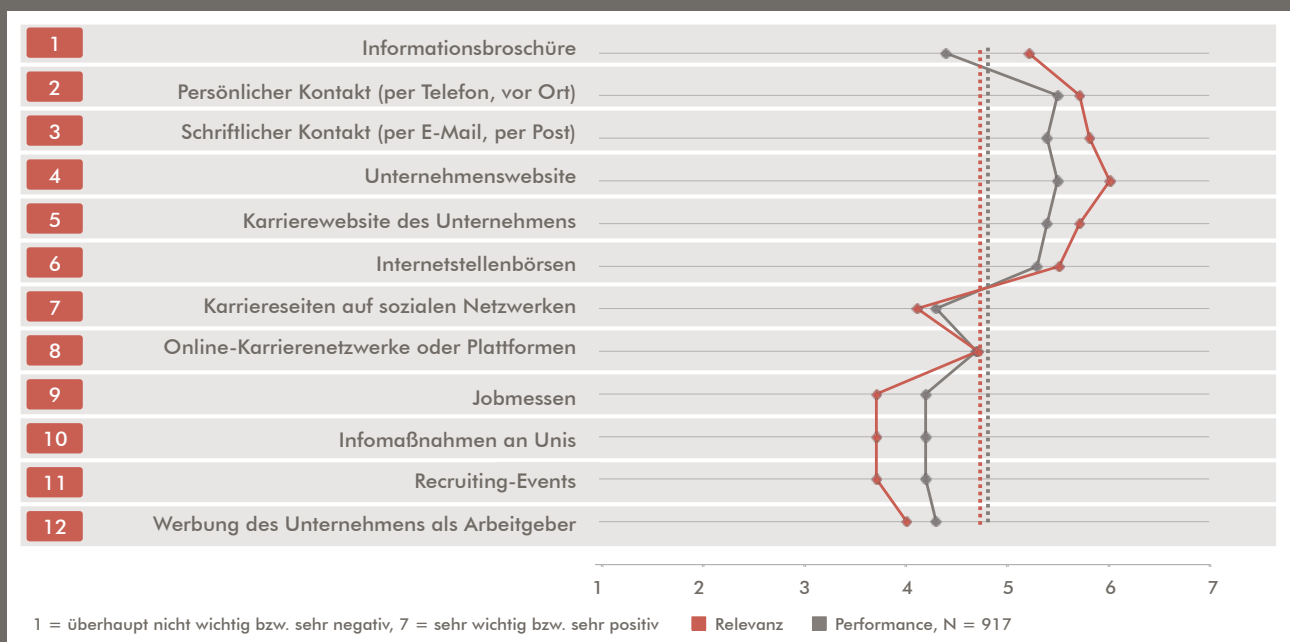 1 Informationsbroschüre
2 Persönlicher Kontakt (per Telefon, vor Ort)
3 Schriftlicher Kontakt (per E-Mail, per Post)
4 Unternehmenswebsite
5 Karrierewebsite des Unternehmens
6 Internetstellenbörsen
7 Karriereseiten auf sozialen Netzwerken
8 Online-Karrierenetzwerke oder Plattformen
9 Jobmessen
10 Infomaßnahmen an Unis
11 Recruiting-Events
12 Werbung des Unternehmens als Arbeitgeber
1 2 3 4 5 6 7
1 = überhaupt nicht wichtig bzw. sehr negativ, 7 = sehr wichtig bzw. sehr positiv Relevanz Performance, N = 917